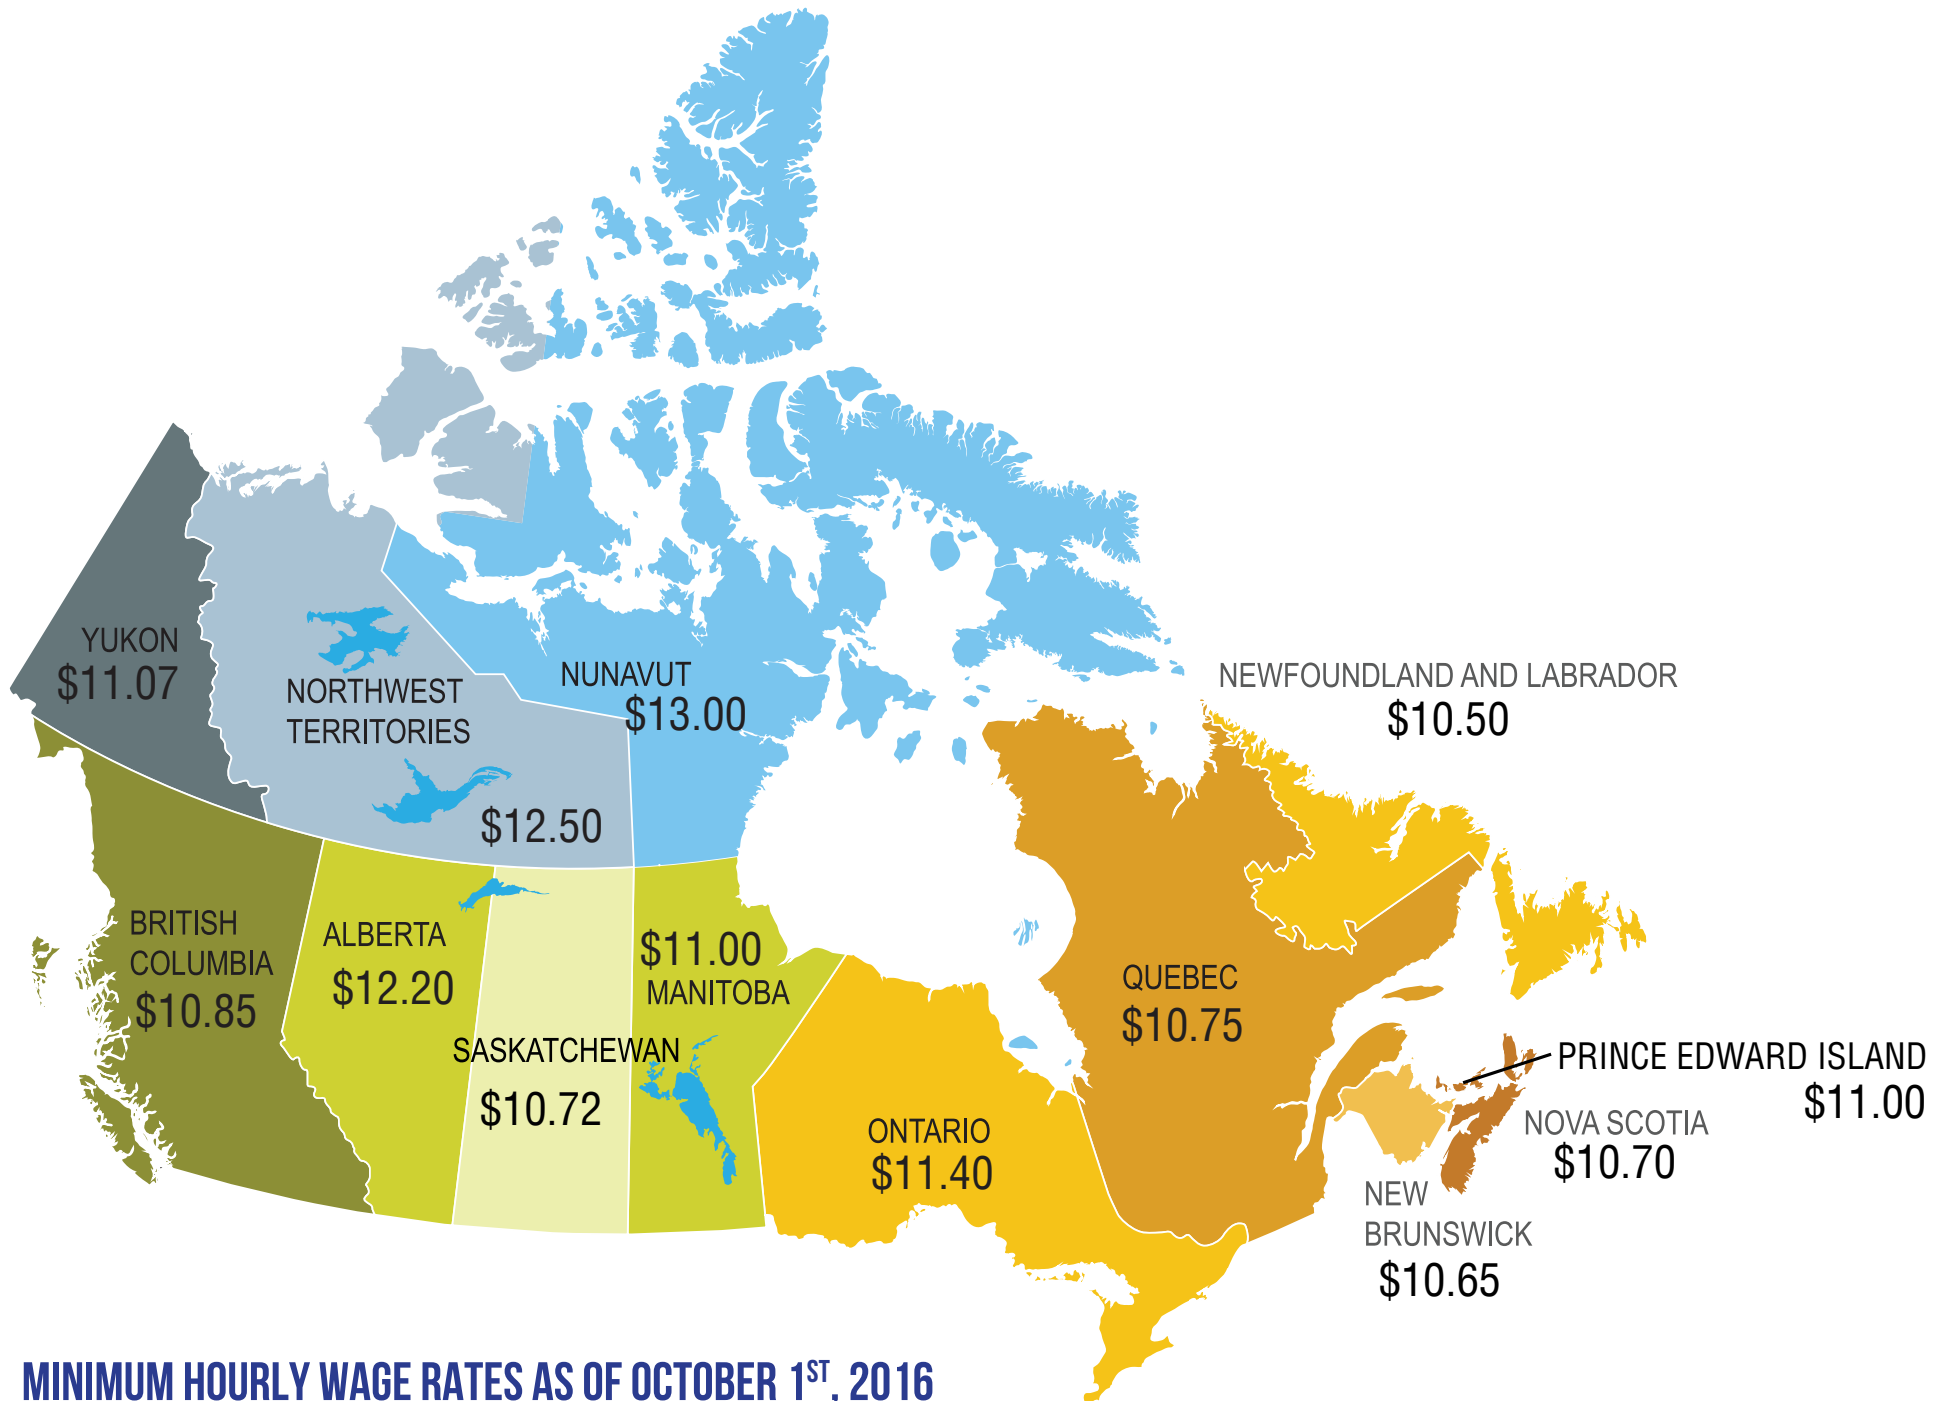 YUKON
$11.07
NORTHWEST
TERRITORIES
$12.50
NUNAVUT
$13.00
NEWFOUNDLAND AND LABRADOR
$10.50
BRITISH
COLUMBIA
$10.85
ALBERTA
$12.20
SASKATCHEWAN
$10.72
$11.00
MANITOBA
ONTARIO
$11.40
QUEBEC
$10.75
PRINCE EDWARD ISLAND
$11.00
NOVA SCOTIA
$10.70
NEW
BRUNSWICK
$10.65
MINIMUM HOURLY WAGE RATES AS OF OCTOBER 1ST, 2016